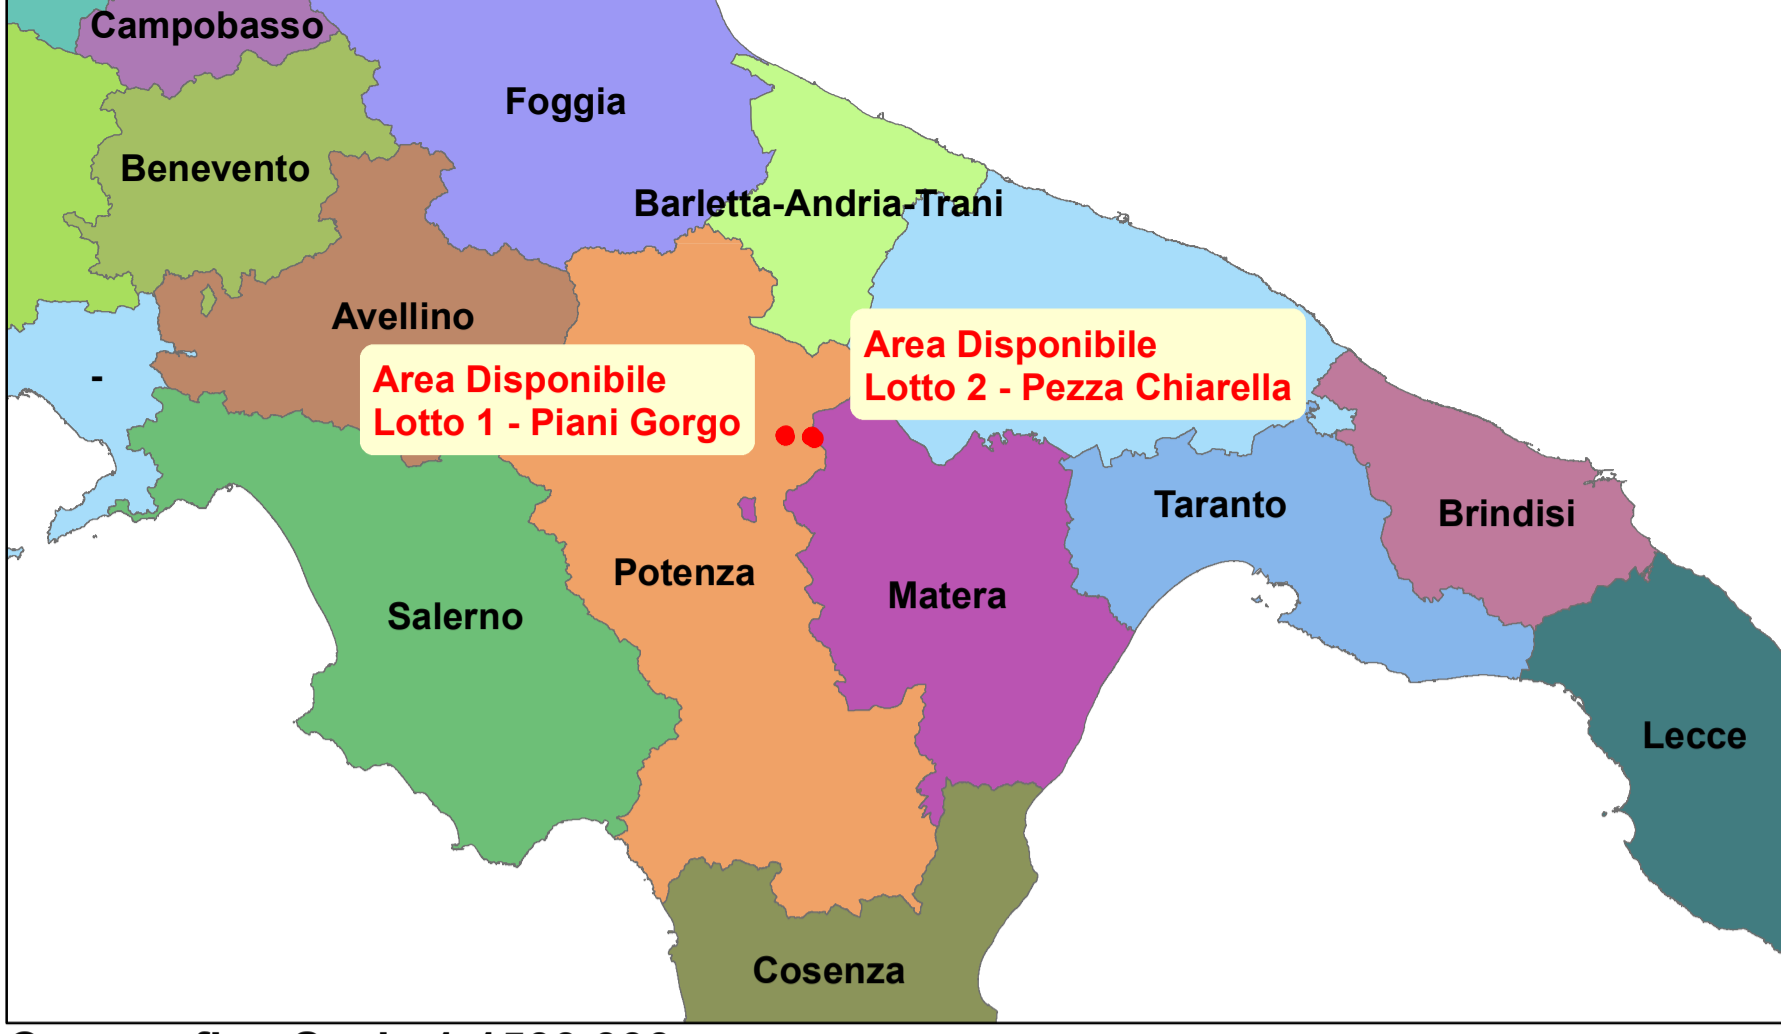 Campobasso
Foggia
Benevento
Barletta-Andria-Trani
Avellino
Area Disponibile
Lotto 1 - Piani Gorgo
Area Disponibile
Lotto 2 - Pezza Chiarella
-
Taranto
Brindisi
Potenza
Matera
Salerno
Lecce
Cosenza